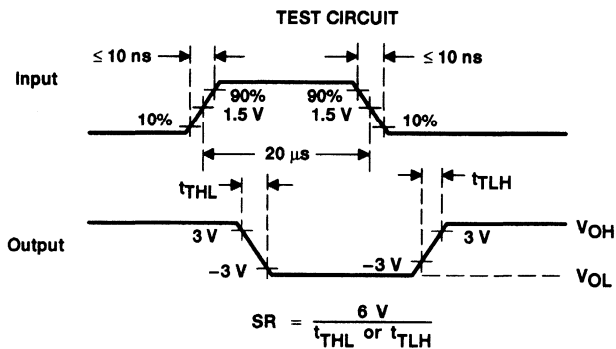 TEST CIRCUIT
≤ 10 ns
≤ 10 ns
Input
90%
90%
10%
1.5 V
1.5 V
10%
20 µs
tTHL
tTLH
Output
3 V
3 V
VOH
−3 V
−3 V
VOL
SR = 6 V / tTHL or tTLH